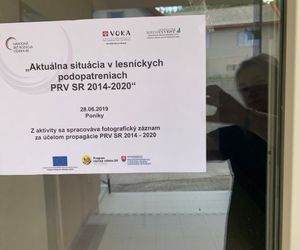 VOKA
„Aktuálna situácia v lesníckych
podopatreniach
PRV SR 2014-2020“
28.06.2019
Poniky
Z aktivity sa spracováva fotografický záznam
za účelom propagácie PRV SR 2014 - 2020